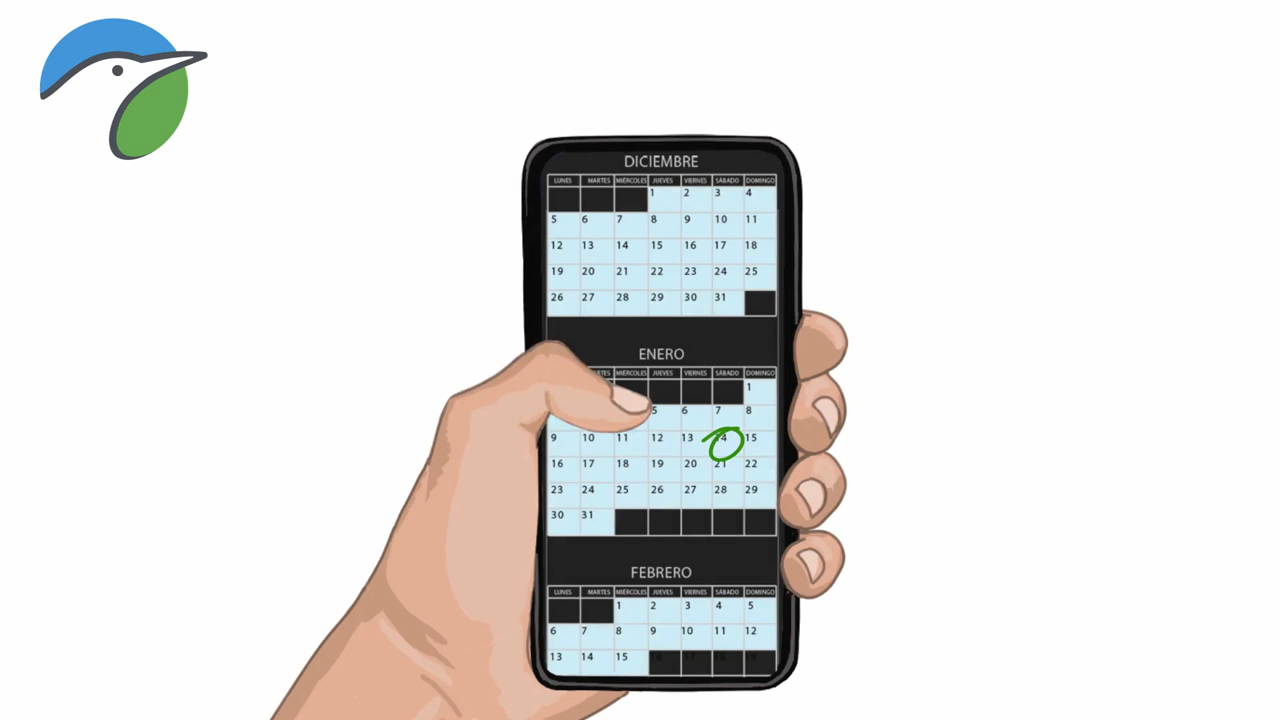 DICIEMBRE
LUNES MARTES MIÉRCOLES JUEVES VIERNES SÁBADO DOMINGO
1 2 3 4
5 6 7 8 9 10 11
12 13 14 15 16 17 18
19 20 21 22 23 24 25
26 27 28 29 30 31
ENERO
MIÉRCOLES JUEVES VIERNES SÁBADO DOMINGO
1
5 6 7 8
9 10 11 12 13 14 15
16 17 18 19 20 21 22
23 24 25 26 27 28 29
30 31
FEBRERO
LUNES MARTES MIÉRCOLES JUEVES VIERNES SÁBADO DOMINGO
1 2 3 4 5
6 7 8 9 10 11 12
13 14 15 16 17 18 19